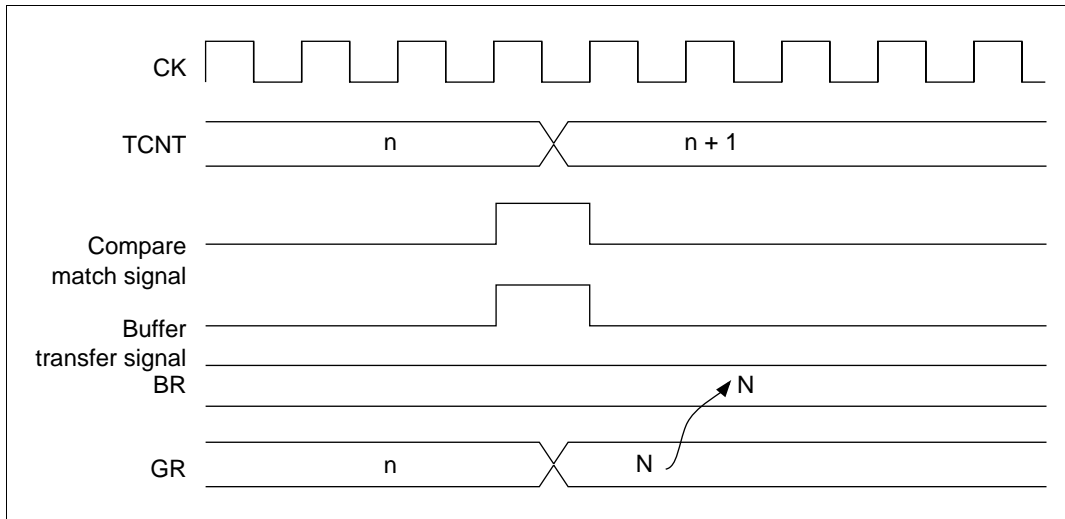 CK
TCNT
n
n + 1
Compare
match signal
Buffer
transfer signal
BR
N
GR
n
N